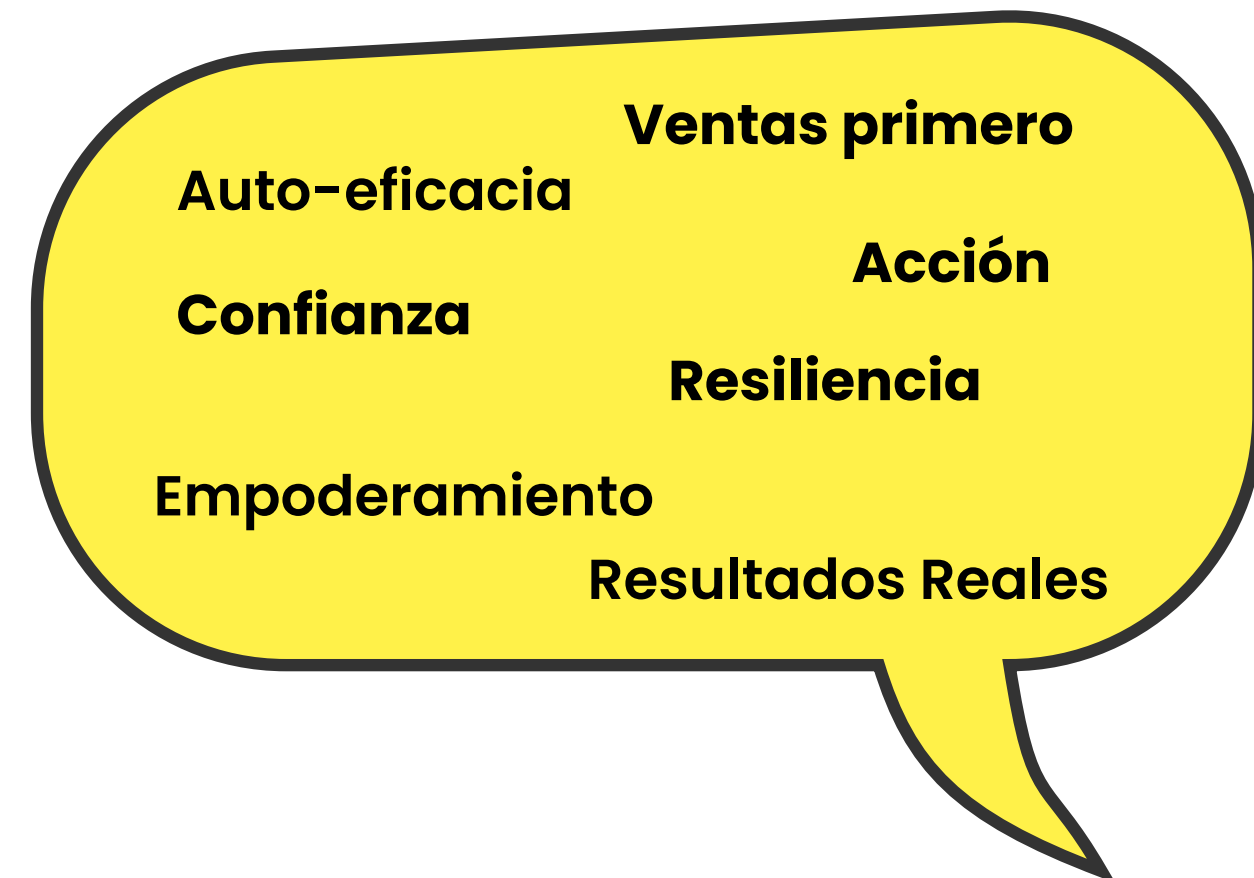 Ventas primero
Auto-eficacia
Acción
Confianza
Resiliencia
Empoderamiento
Resultados Reales